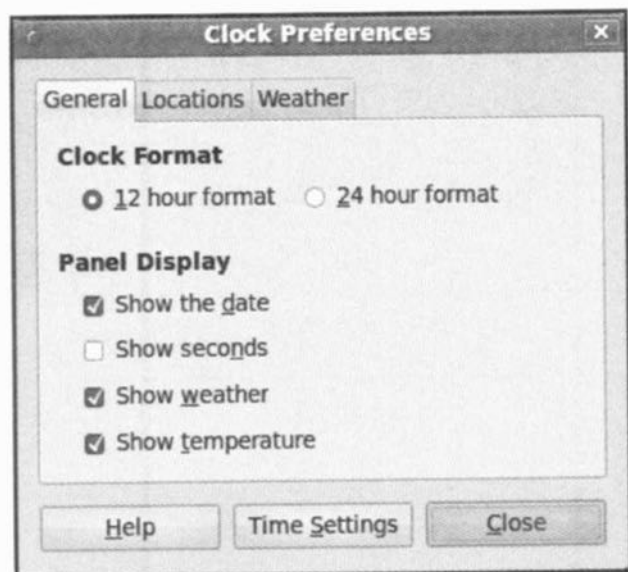 Clock Preferences
General Locations Weather
Clock Format
12 hour format 24 hour format
Panel Display
Show the date
Show seconds
Show weather
Show temperature
Help Time Settings Close